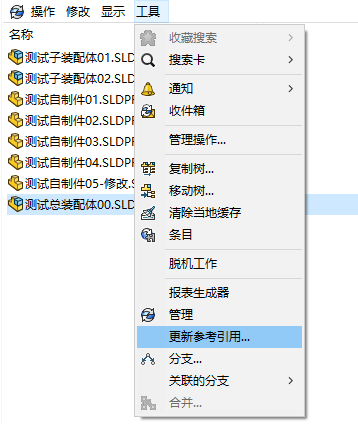 操作 修改 显示 工具
名称
测试子装配体01.SLD
测试子装配体02.SLD
测试自制件01.SLDPF
测试自制件02.SLDPF
测试自制件03.SLDPF
测试自制件04.SLDPF
测试自制件05-修改.S
测试总装配体00.SLD
收藏搜索
搜索卡
通知
收件箱
管理操作...
复制树...
移动树...
清除当地缓存
条目
脱机工作
报表生成器
管理
更新参考引用...
分支...
关联的分支
合并...